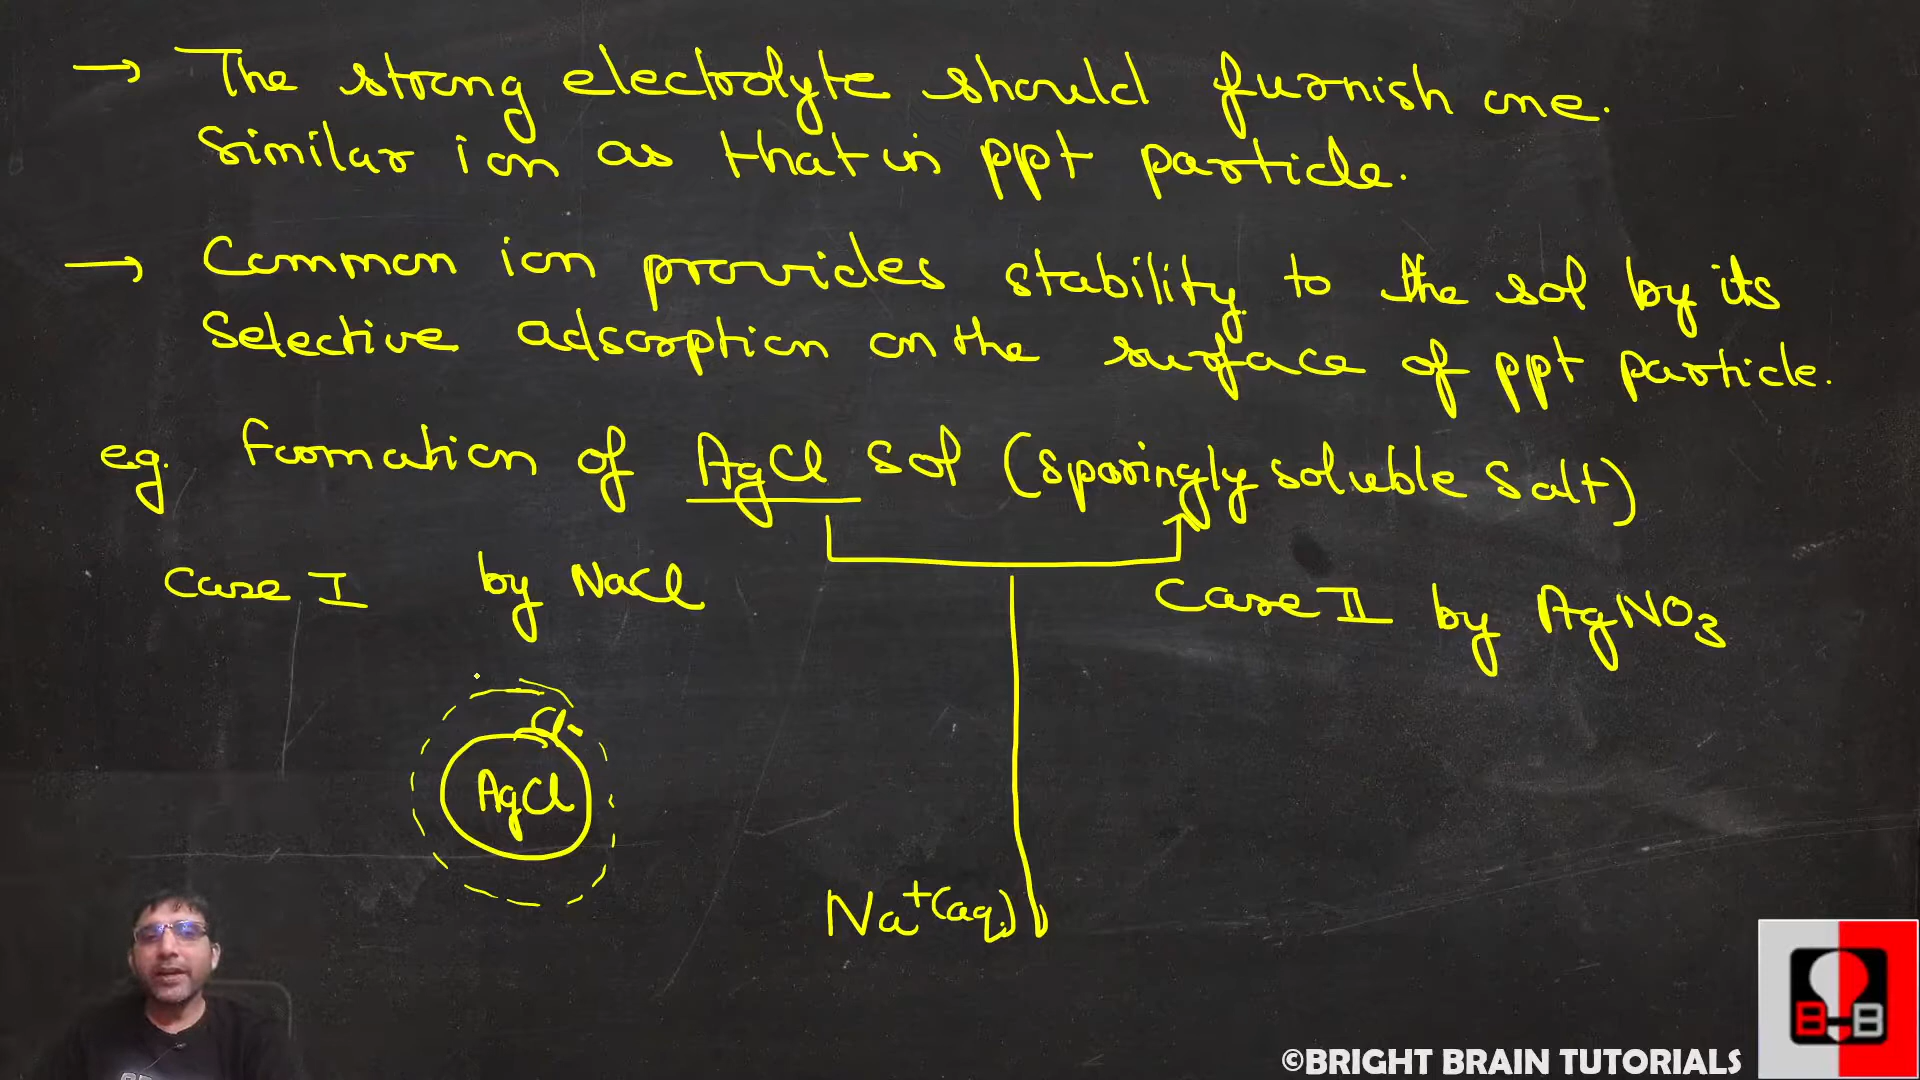 → The strong electrolyte should furnish one.
similar ion as that in ppt particle.
→ Common ion provides stability to the sol by its
selective adsorption on the surface of ppt particle.
eg. Formation of AgCl sol (sparingly soluble salt)
Case I by NaCl
Case II by AgNO3
Cl-
AgCl
Na+(aq.)
B B
©BRIGHT BRAIN TUTORIALS